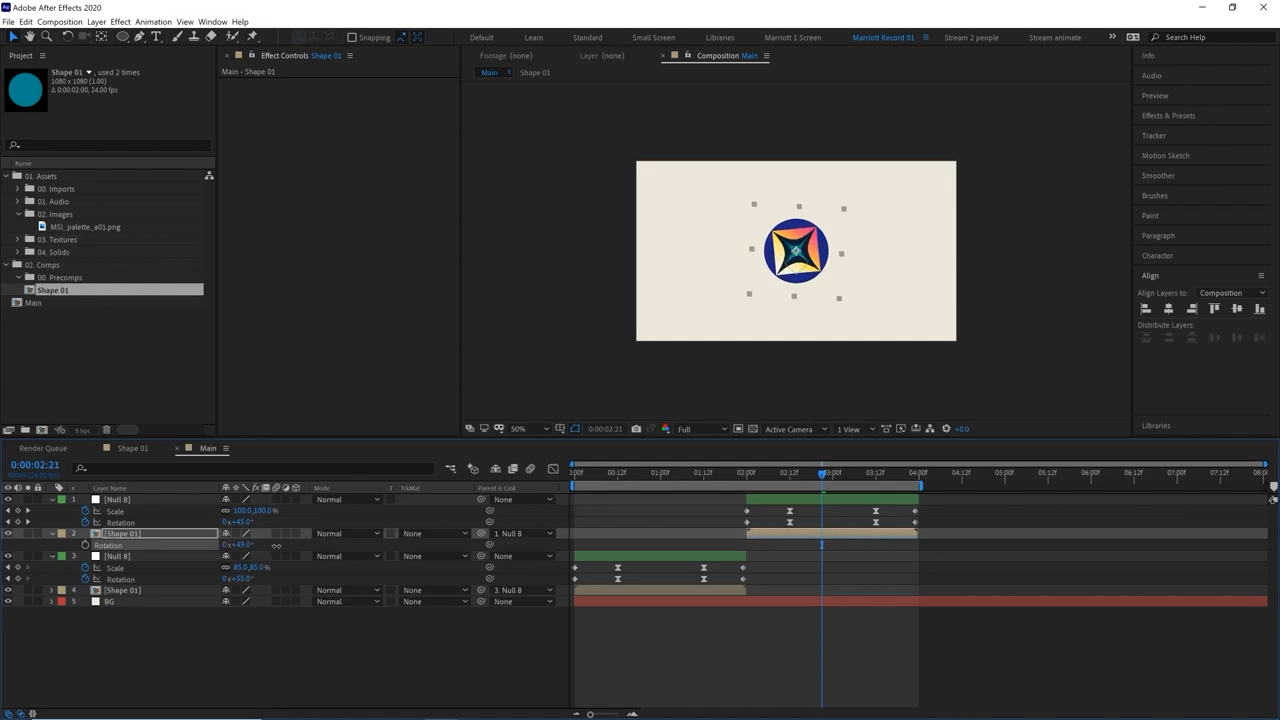 Adobe After Effects 2020
File Edit Composition Layer Effect Animation View Window Help
Snapping Default Learn Standard Small Screen Libraries Marriott 1 Screen Marriott Record 01 Stream 2 people Stream animate Search Help
Project
Effect Controls Shape 01
Footage (none) Layer (none) Composition Main
Info
Shape 01 , used 2 times
1080 x 1080 (1.00)
Δ 0:00:02:00, 24.00 fps
Main - Shape 01
Main Shape 01
Audio
Preview
Effects & Presets
Tracker
Motion Sketch
Smoother
Brushes
Paint
Paragraph
Character
Align
Align Layers to: Composition
Distribute Layers:
Libraries
Name
01. Assets
00. Imports
01. Audio
02. Images
MSI_palette_a01.png
03. Textures
04. Solids
02. Comps
00. Precomps
Shape 01
Main
8 bpc
50% 0:00:02:21 Full Active Camera 1 View +0.0
Render Queue Shape 01 Main
0:00:02:21
# Layer Name Mode T TrkMat Parent & Link
1 [Null 8] Normal None
Scale 100.0,100.0%
Rotation 0x+45.0°
2 [Shape 01] Normal None 1. Null 8
Rotation 0x+49.0°
3 [Null 8] Normal None None
Scale 85.0,85.0%
Rotation 0x+55.0°
4 [Shape 01] Normal None 3. Null 8
5 BG Normal None None
00:12f 01:00f 01:12f 02:00f 02:12f 03:00f 03:12f 04:00f 04:12f 05:00f 05:12f 06:00f 06:12f 07:00f 07:12f